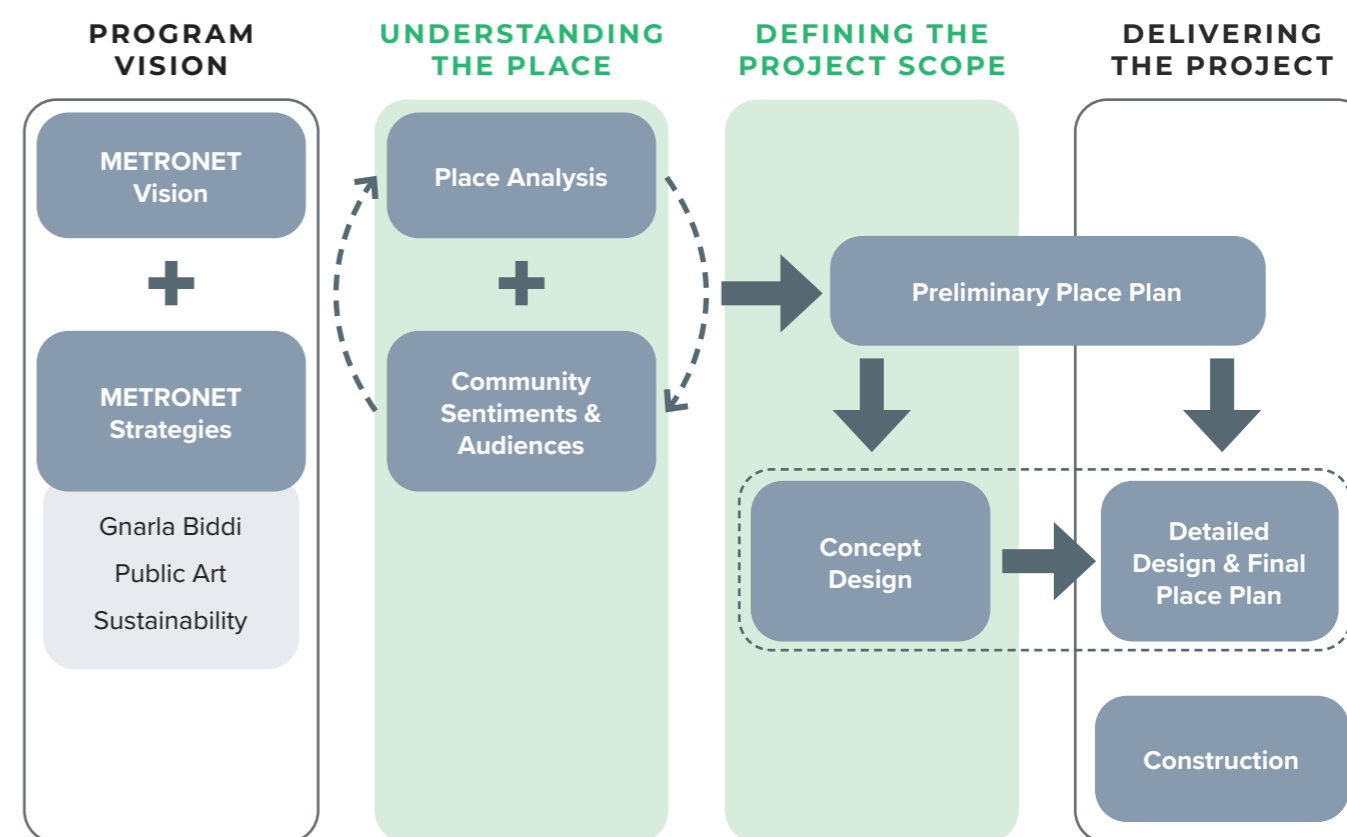 PROGRAM
VISION
METRONET
Vision
METRONET
Strategies
Gnarla Biddi
Public Art
Sustainability
UNDERSTANDING
THE PLACE
Place Analysis
Community
Sentiments &
Audiences
DEFINING THE
PROJECT SCOPE
Preliminary Place Plan
Concept
Design
DELIVERING
THE PROJECT
Detailed
Design & Final
Place Plan
Construction